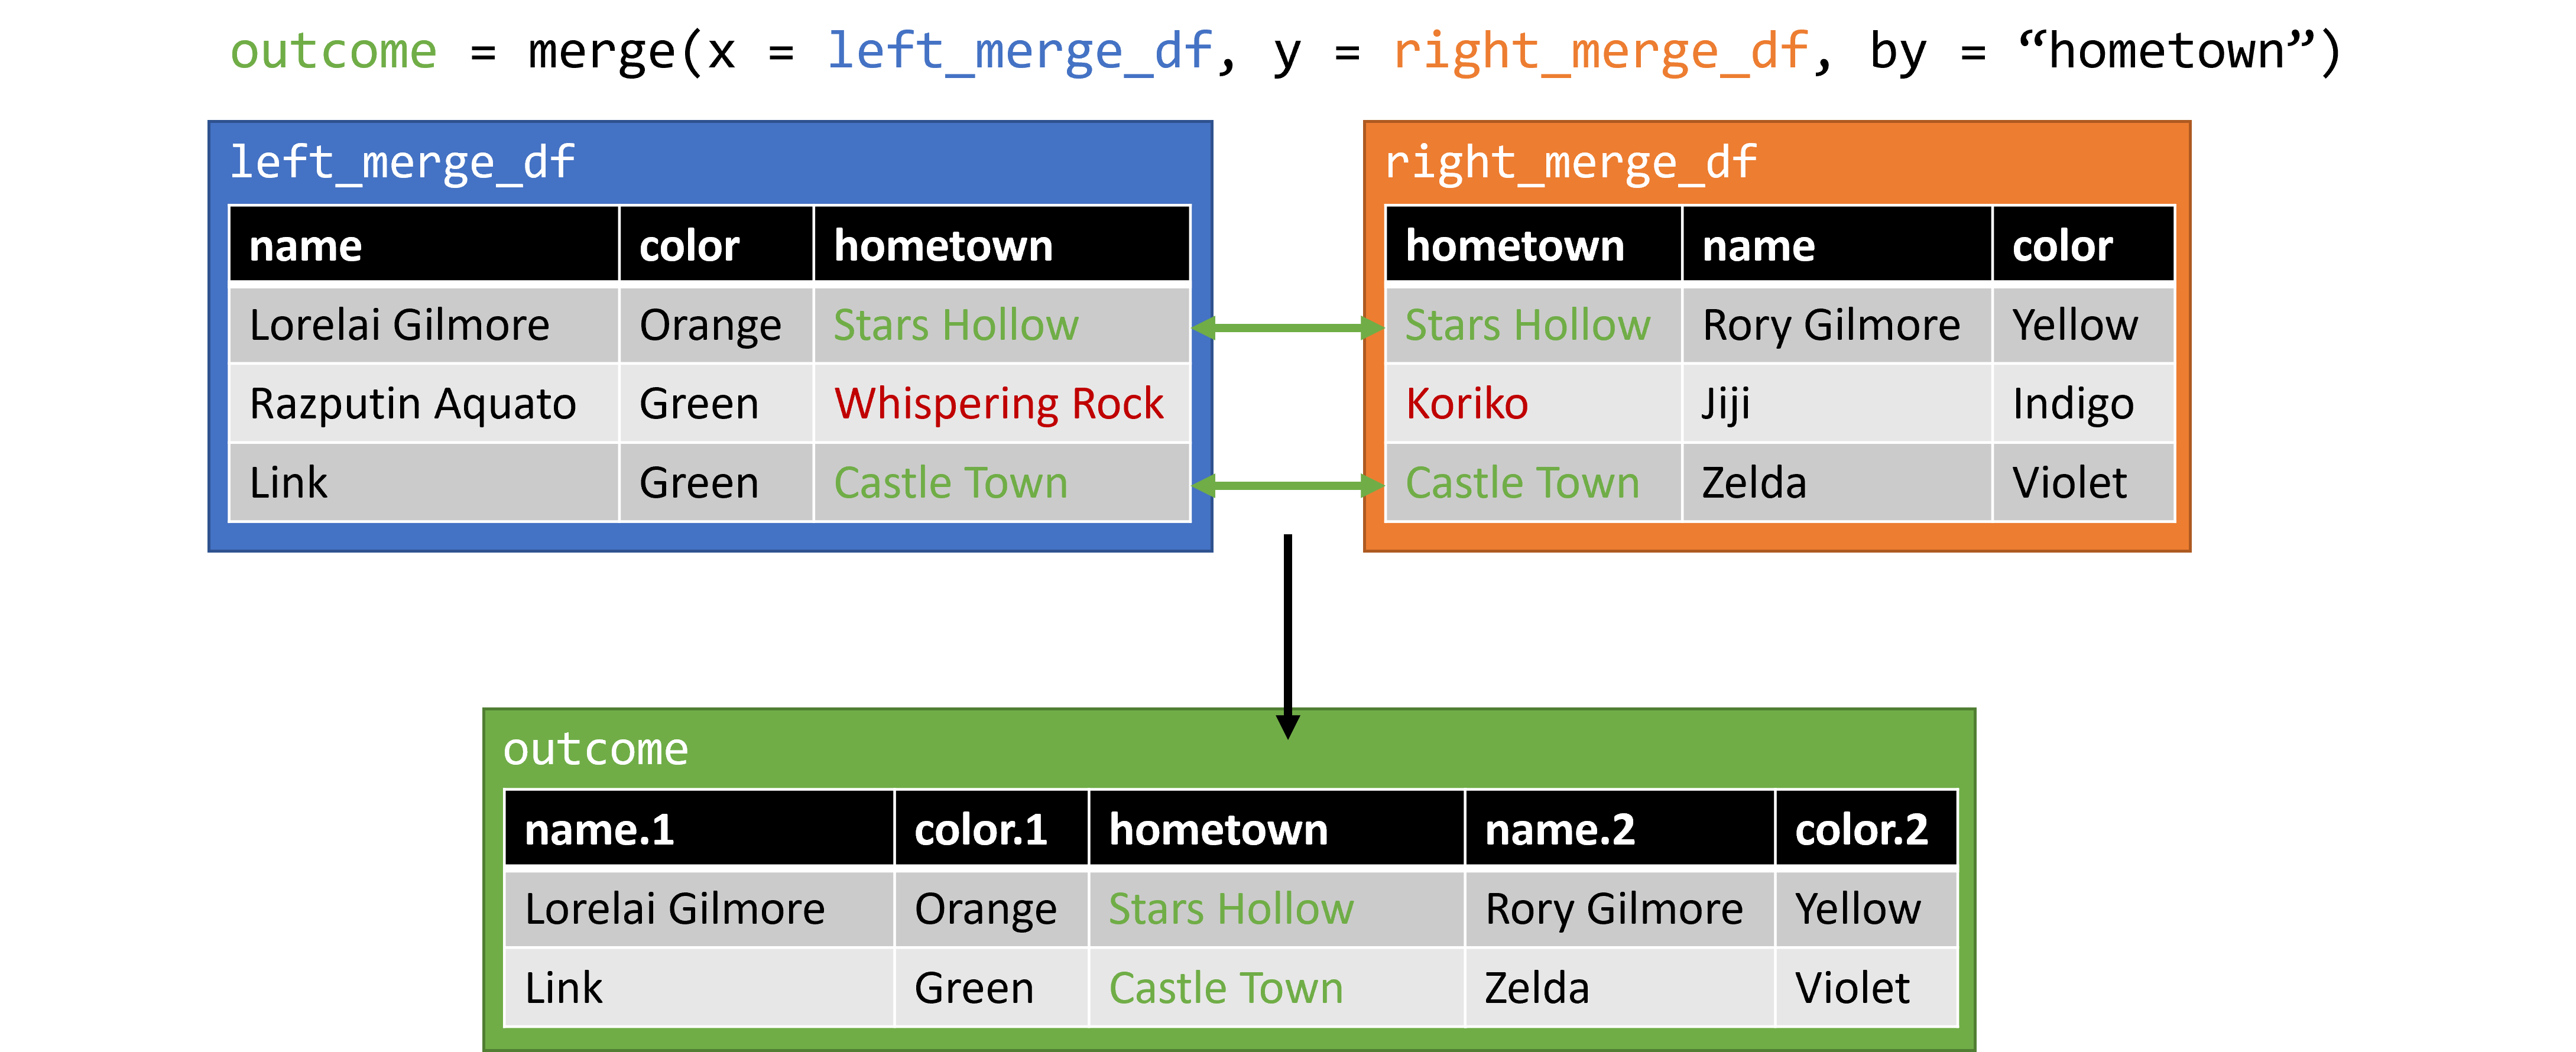 outcome = merge(x = left_merge_df, y = right_merge_df, by = “hometown”)
left_merge_df
name color hometown
Lorelai Gilmore Orange Stars Hollow
Razputin Aquato Green Whispering Rock
Link Green Castle Town
right_merge_df
hometown name color
Stars Hollow Rory Gilmore Yellow
Koriko Jiji Indigo
Castle Town Zelda Violet
outcome
name.1 color.1 hometown name.2 color.2
Lorelai Gilmore Orange Stars Hollow Rory Gilmore Yellow
Link Green Castle Town Zelda Violet